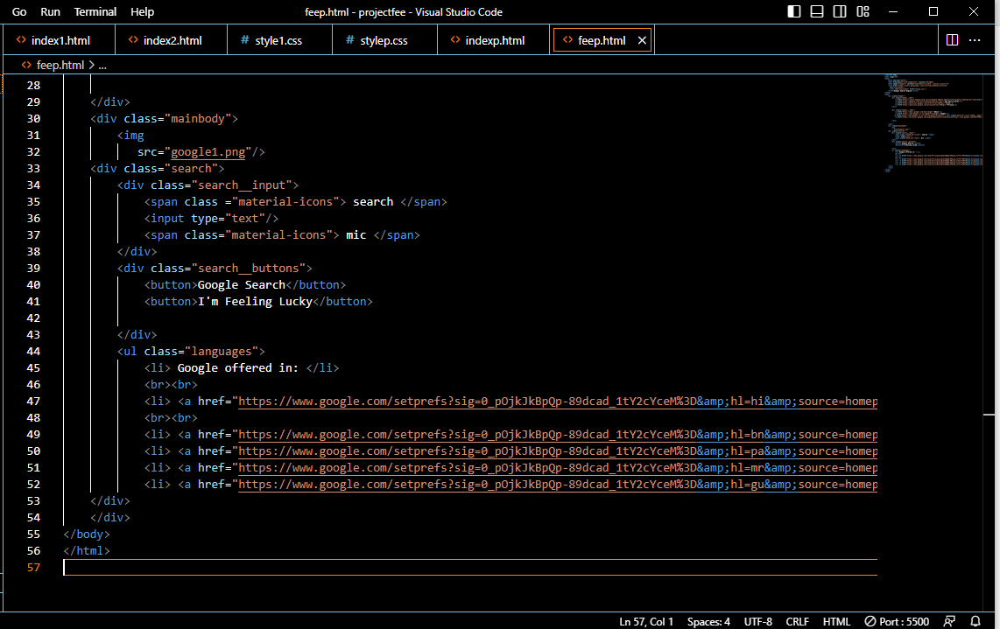 Go Run Terminal Help feep.html - projectfee - Visual Studio Code
index1.html index2.html # style1.css # stylep.css indexp.html feep.html
feep.html > ...
28
29 </div>
30 <div class="mainbody">
31 <img
32 src="google1.png"/>
33 <div class="search">
34 <div class="search__input">
35 <span class ="material-icons"> search </span>
36 <input type="text"/>
37 <span class="material-icons"> mic </span>
38 </div>
39 <div class="search__buttons">
40 <button>Google Search</button>
41 <button>I'm Feeling Lucky</button>
42
43 </div>
44 <ul class="languages">
45 <li> Google offered in: </li>
46 <br><br>
47 <li> <a href="https://www.google.com/setprefs?sig=0_pOjkJkBpQp-89dcad_1tY2cYceM%3D&amp;hl=hi&amp;source=homep
48 <br><br>
49 <li> <a href="https://www.google.com/setprefs?sig=0_pOjkJkBpQp-89dcad_1tY2cYceM%3D&amp;hl=bn&amp;source=homep
50 <li> <a href="https://www.google.com/setprefs?sig=0_pOjkJkBpQp-89dcad_1tY2cYceM%3D&amp;hl=pa&amp;source=homep
51 <li> <a href="https://www.google.com/setprefs?sig=0_pOjkJkBpQp-89dcad_1tY2cYceM%3D&amp;hl=mr&amp;source=homep
52 <li> <a href="https://www.google.com/setprefs?sig=0_pOjkJkBpQp-89dcad_1tY2cYceM%3D&amp;hl=gu&amp;source=homep
53 </div>
54 </div>
55 </body>
56 </html>
57
Ln 57, Col 1 Spaces: 4 UTF-8 CRLF HTML Port : 5500